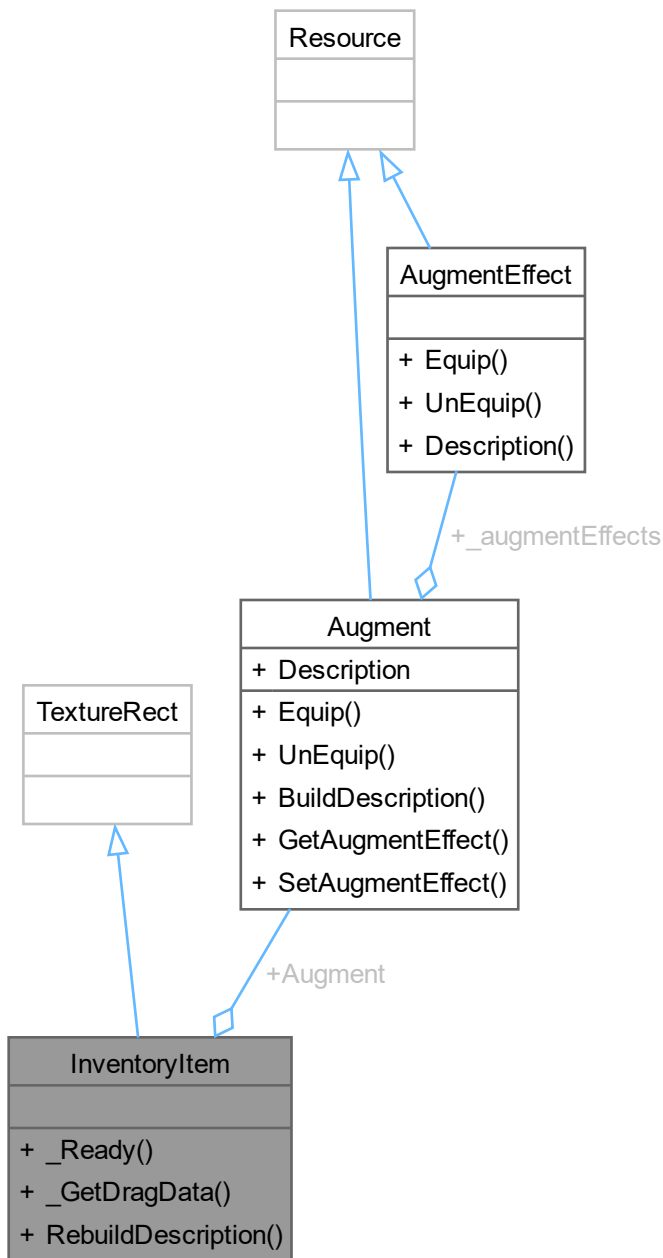 Resource
AugmentEffect
+ Equip()
+ UnEquip()
+ Description()
+_augmentEffects
Augment
+ Description
+ Equip()
+ UnEquip()
+ BuildDescription()
+ GetAugmentEffect()
+ SetAugmentEffect()
TextureRect
+Augment
InventoryItem
+ _Ready()
+ _GetDragData()
+ RebuildDescription()